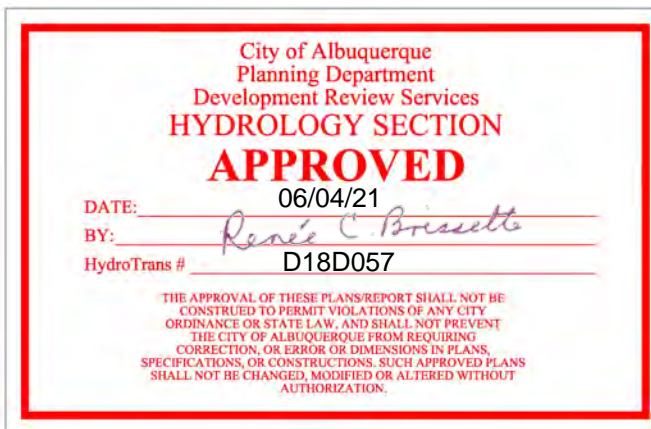 City of Albuquerque
Planning Department
Development Review Services
HYDROLOGY SECTION
APPROVED
DATE: 06/04/21
BY: Renée C. Brissette
HydroTrans # D18D057
THE APPROVAL OF THESE PLANS/REPORT SHALL NOT BE
CONSTRUED TO PERMIT VIOLATIONS OF ANY CITY
ORDINANCE OR STATE LAW, AND SHALL NOT PREVENT
THE CITY OF ALBUQUERQUE FROM REQUIRING
CORRECTION, OR ERROR OR DIMENSIONS IN PLANS,
SPECIFICATIONS, OR CONSTRUCTIONS. SUCH APPROVED PLANS
SHALL NOT BE CHANGED, MODIFIED OR ALTERED WITHOUT
AUTHORIZATION.